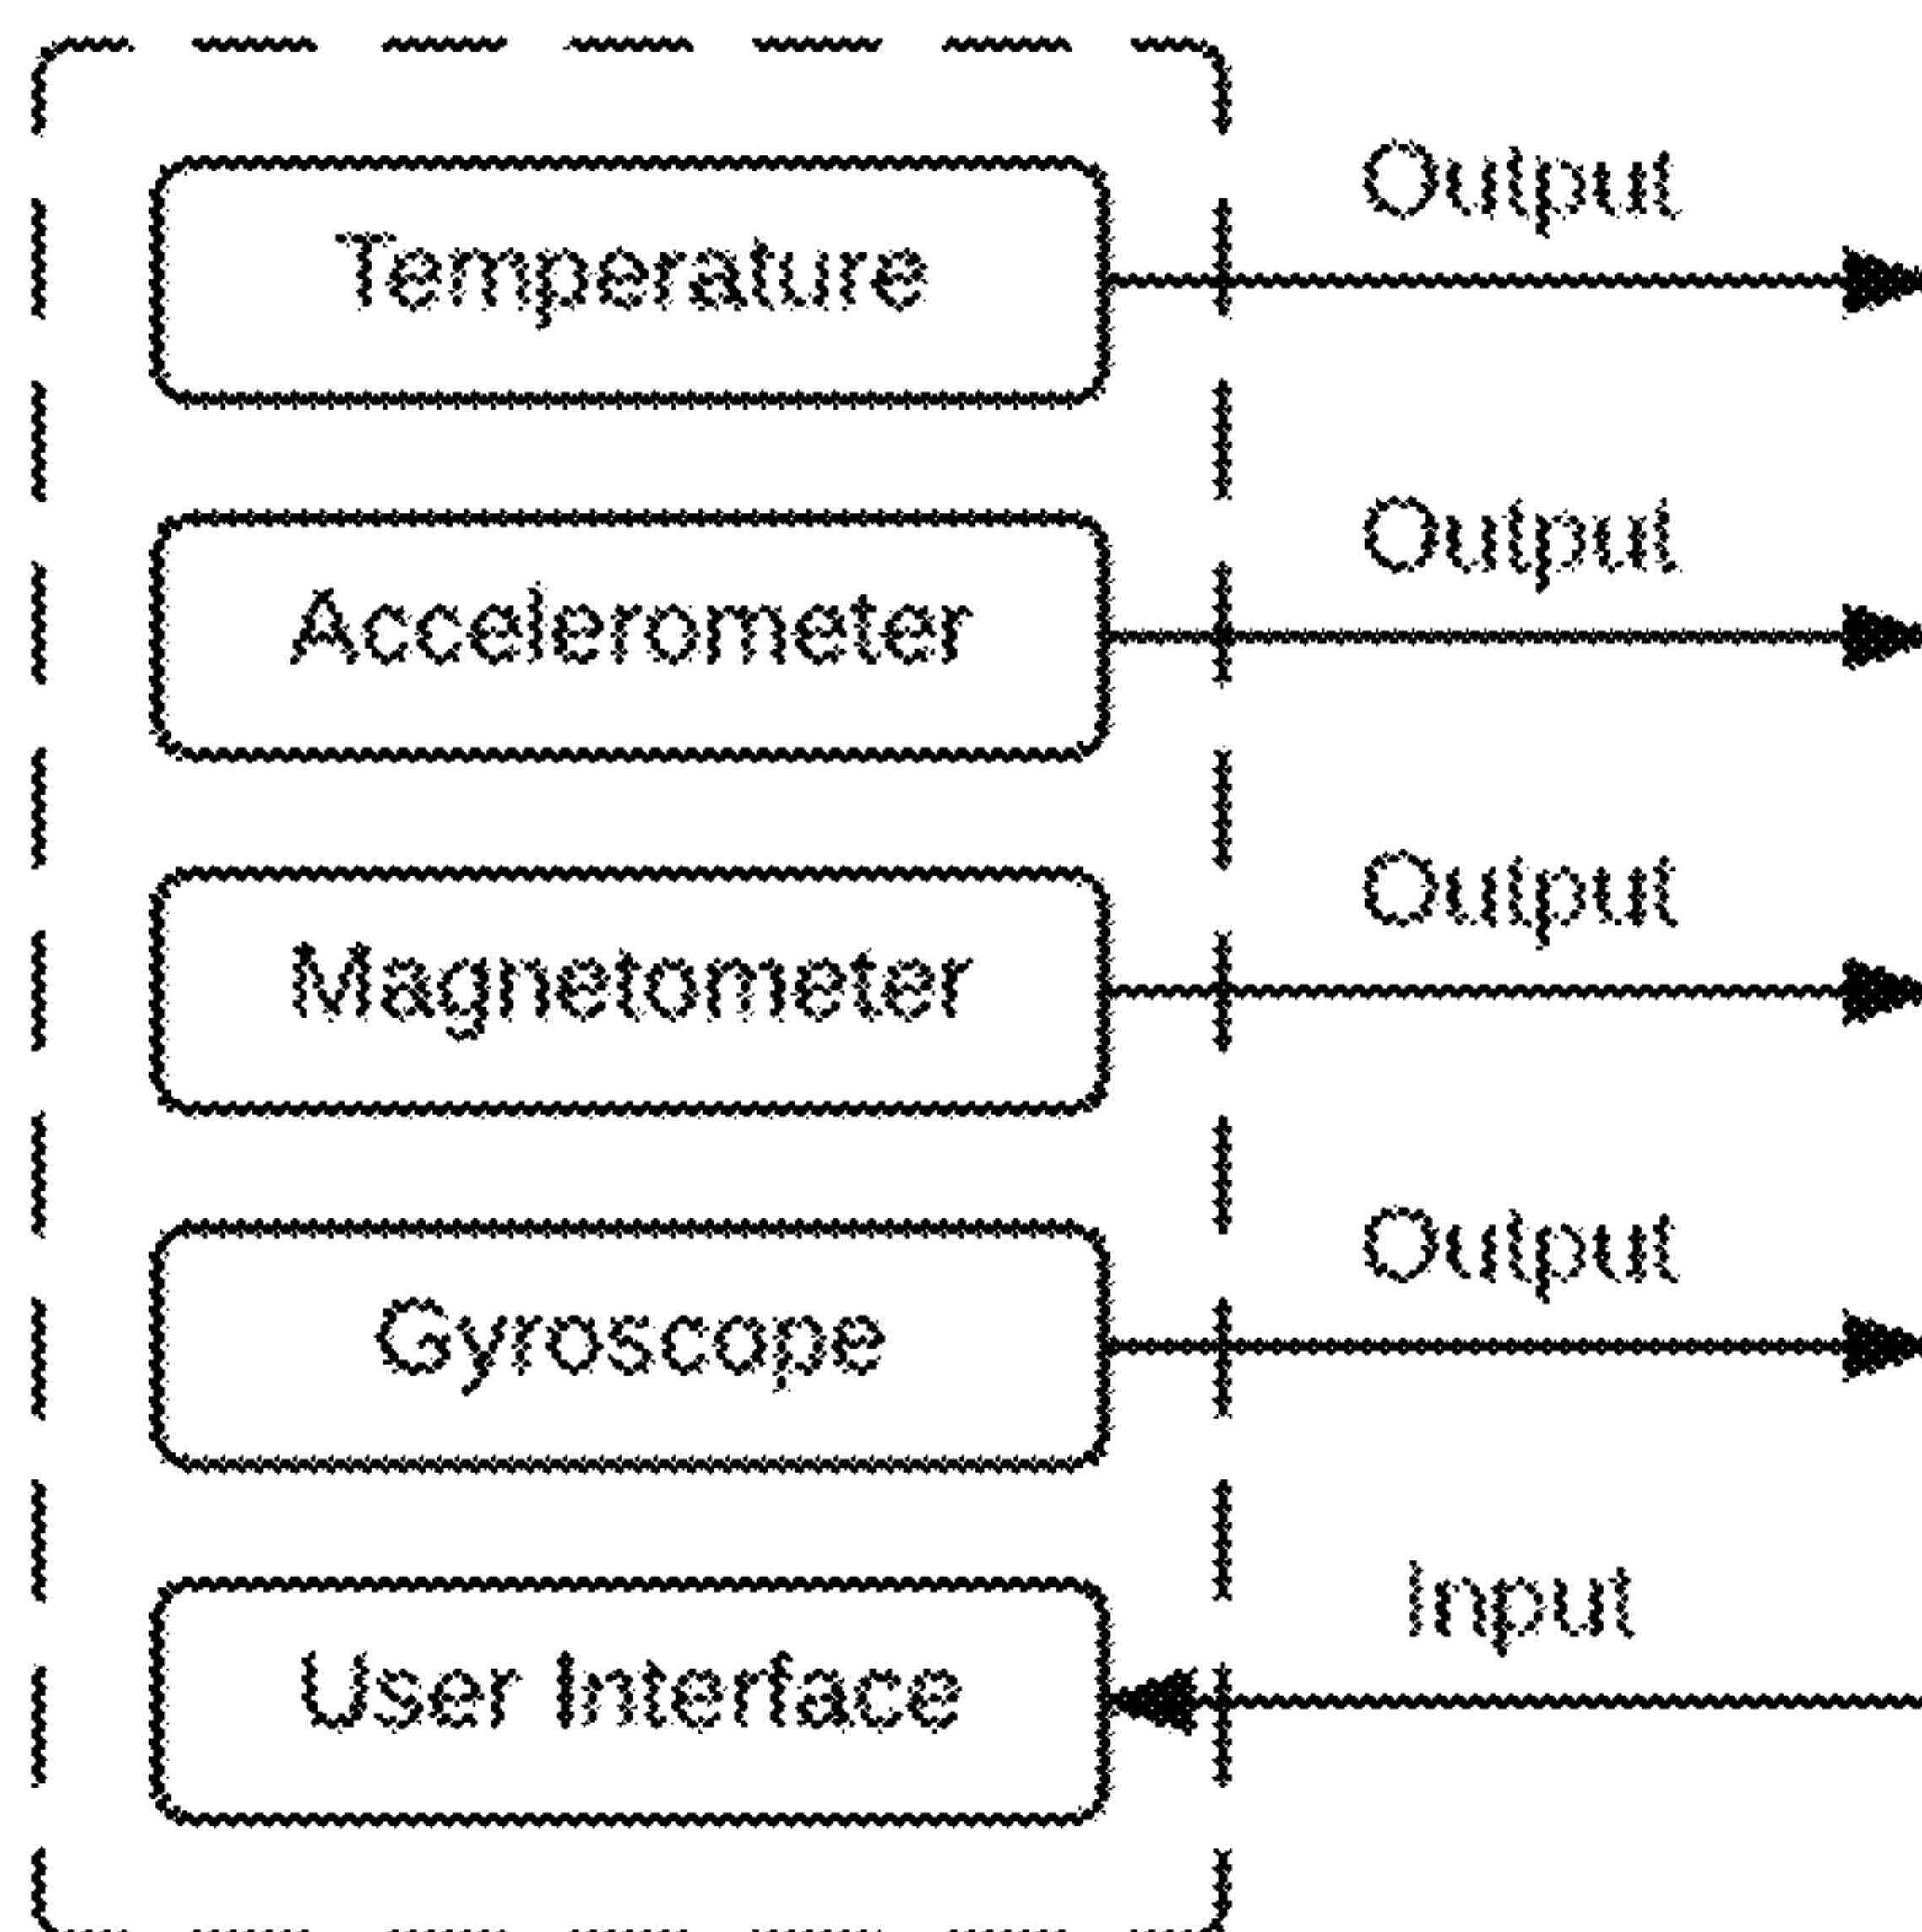 Output
Temperature
Output
Accelerometer
Output
Magnetometer
Output
Gyroscope
Input
User Interface